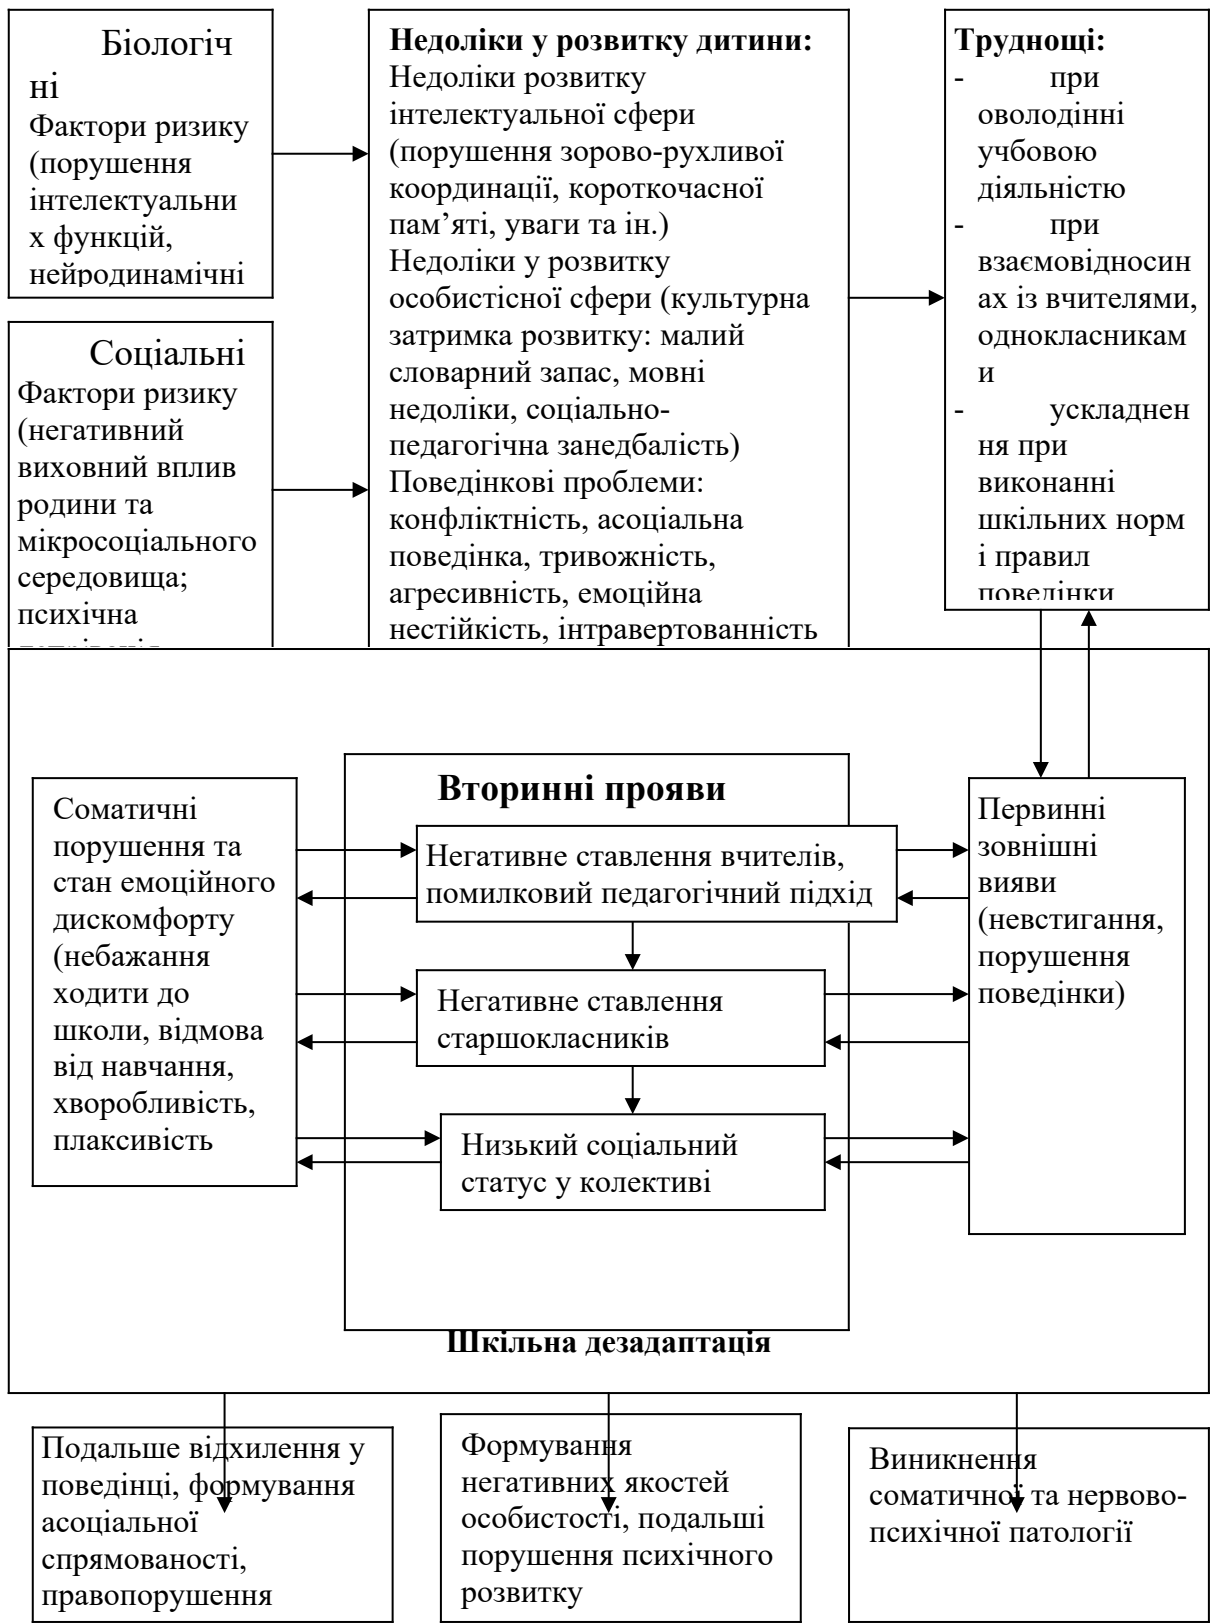 Біологіч
ні
Фактори ризику
(порушення
інтелектуальни
х функцій,
нейродинамічні
Соціальні
Фактори ризику
(негативний
виховний вплив
родини та
мікросоціального
середовища;
психічна
Недоліки у розвитку дитини:
Недоліки розвитку
інтелектуальної сфери
(порушення зорово-рухливої
координації, короткочасної
пам’яті, уваги та ін.)
Недоліки у розвитку
особистісної сфери (культурна
затримка розвитку: малий
словарний запас, мовні
недоліки, соціально-
педагогічна занедбалість)
Поведінкові проблеми:
конфліктність, асоціальна
поведінка, тривожність,
агресивність, емоційна
нестійкість, інтравертованність
Труднощі:
- при
оволодінні
учбовою
діяльністю
- при
взаємовідносин
ах із вчителями,
однокласникам
и
- ускладнен
ня при
виконанні
шкільних норм
і правил
поведінки
Соматичні
порушення та
стан емоційного
дискомфорту
(небажання
ходити до
школи, відмова
від навчання,
хворобливість,
плаксивість
Вторинні прояви
Негативне ставлення вчителів,
помилковий педагогічний підхід
Негативне ставлення
старшокласників
Низький соціальний
статус у колективі
Первинні
зовнішні
вияви
(невстигання,
порушення
поведінки)
Шкільна дезадаптація
Подальше відхилення у
поведінці, формування
асоціальної
спрямованості,
правопорушення
Формування
негативних якостей
особистості, подальші
порушення психічного
розвитку
Виникнення
соматичної та нервово-
психічної патології